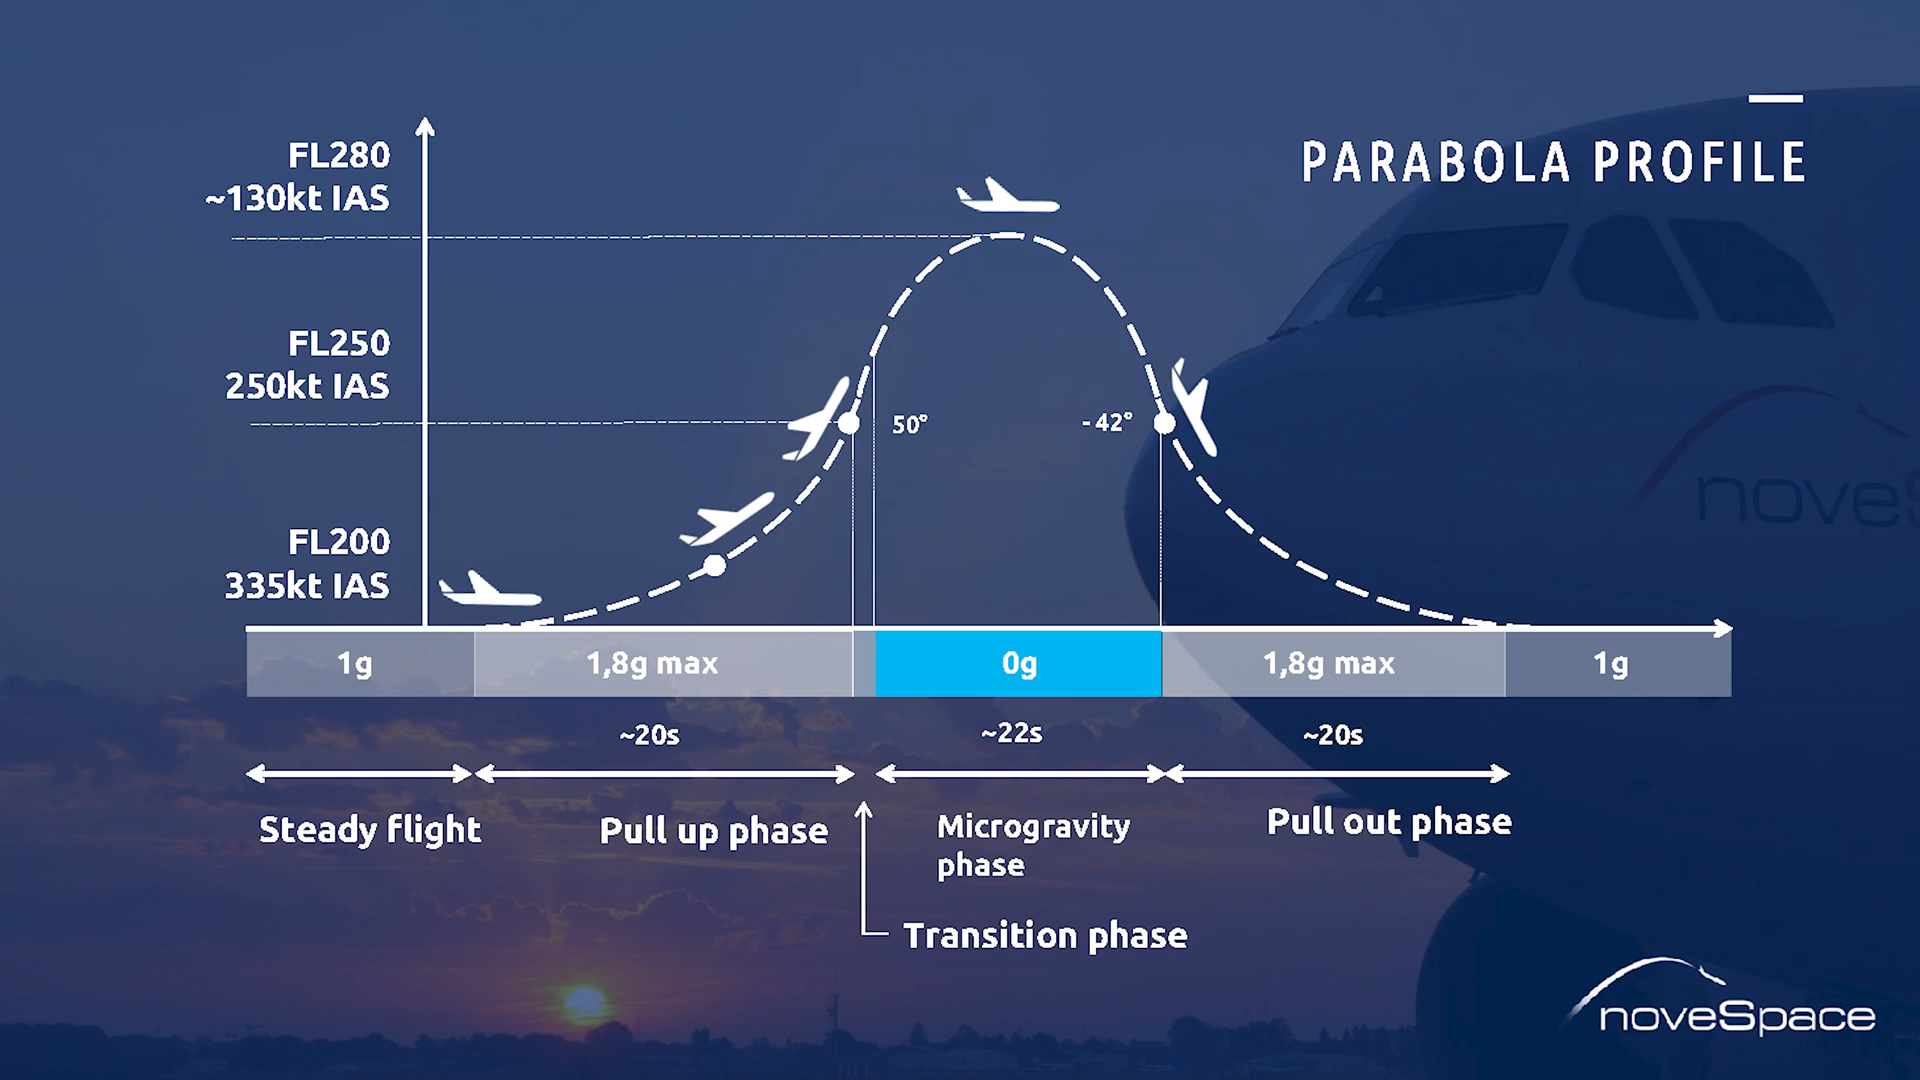 PARABOLA PROFILE
FL280
~130kt IAS
FL250
250kt IAS
50°
-42°
FL200
335kt IAS
1g
1,8g max
0g
1,8g max
1g
~20s
~22s
~20s
Steady flight
Pull up phase
Microgravity
phase
Pull out phase
Transition phase
noveS
noveSpace